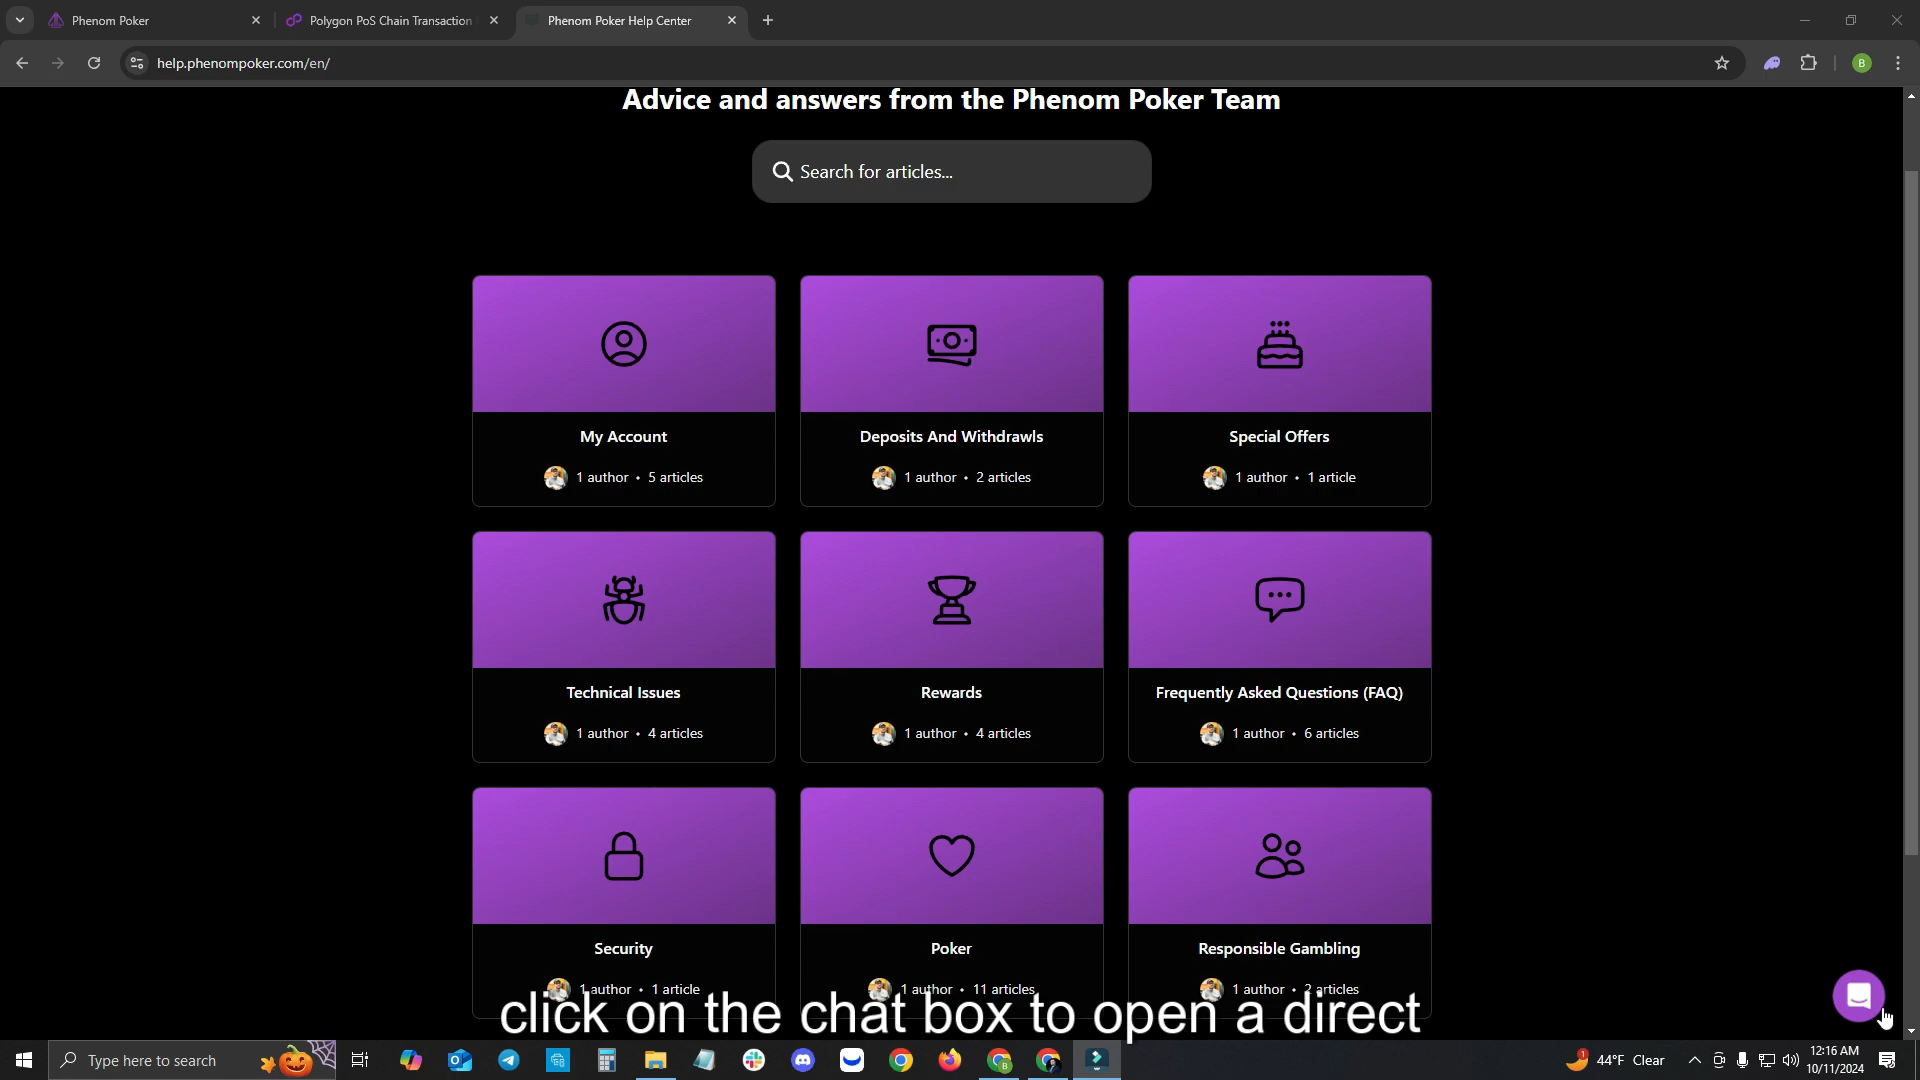 Phenom Poker
Polygon PoS Chain Transaction
Phenom Poker Help Center
help.phenompoker.com/en/
B
Advice and answers from the Phenom Poker Team
Search for articles...
My Account
1 author • 5 articles
Deposits And Withdrawls
1 author • 2 articles
Special Offers
1 author • 1 article
Technical Issues
1 author • 4 articles
Rewards
1 author • 4 articles
Frequently Asked Questions (FAQ)
1 author • 6 articles
Security
1 author • 1 article
Poker
1 author • 11 articles
Responsible Gambling
1 author • 2 articles
click on the chat box to open a direct
Type here to search
B
1
44°F Clear
12:16 AM
10/11/2024